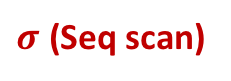 𝝈 (Seq scan)